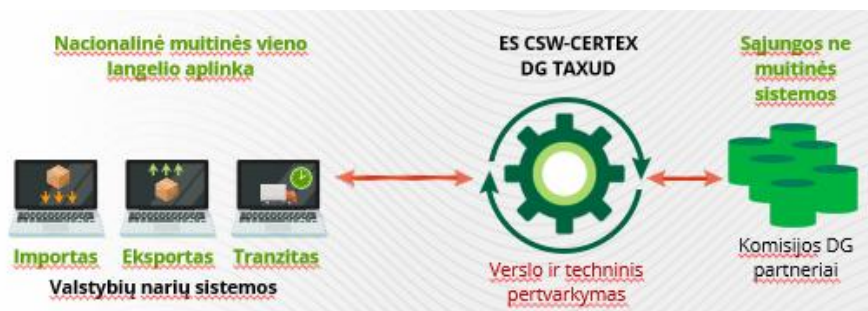 Nacionalinė muitinės vieno
langelio aplinka
ES CSW-CERTEX
DG TAXUD
Sąjungos ne
muitinės
sistemos
Importas
Eksportas
Tranzitas
Valstybių narių sistemos
Verslo ir techninis
pertvarkymas
Komisijos DG
partneriai